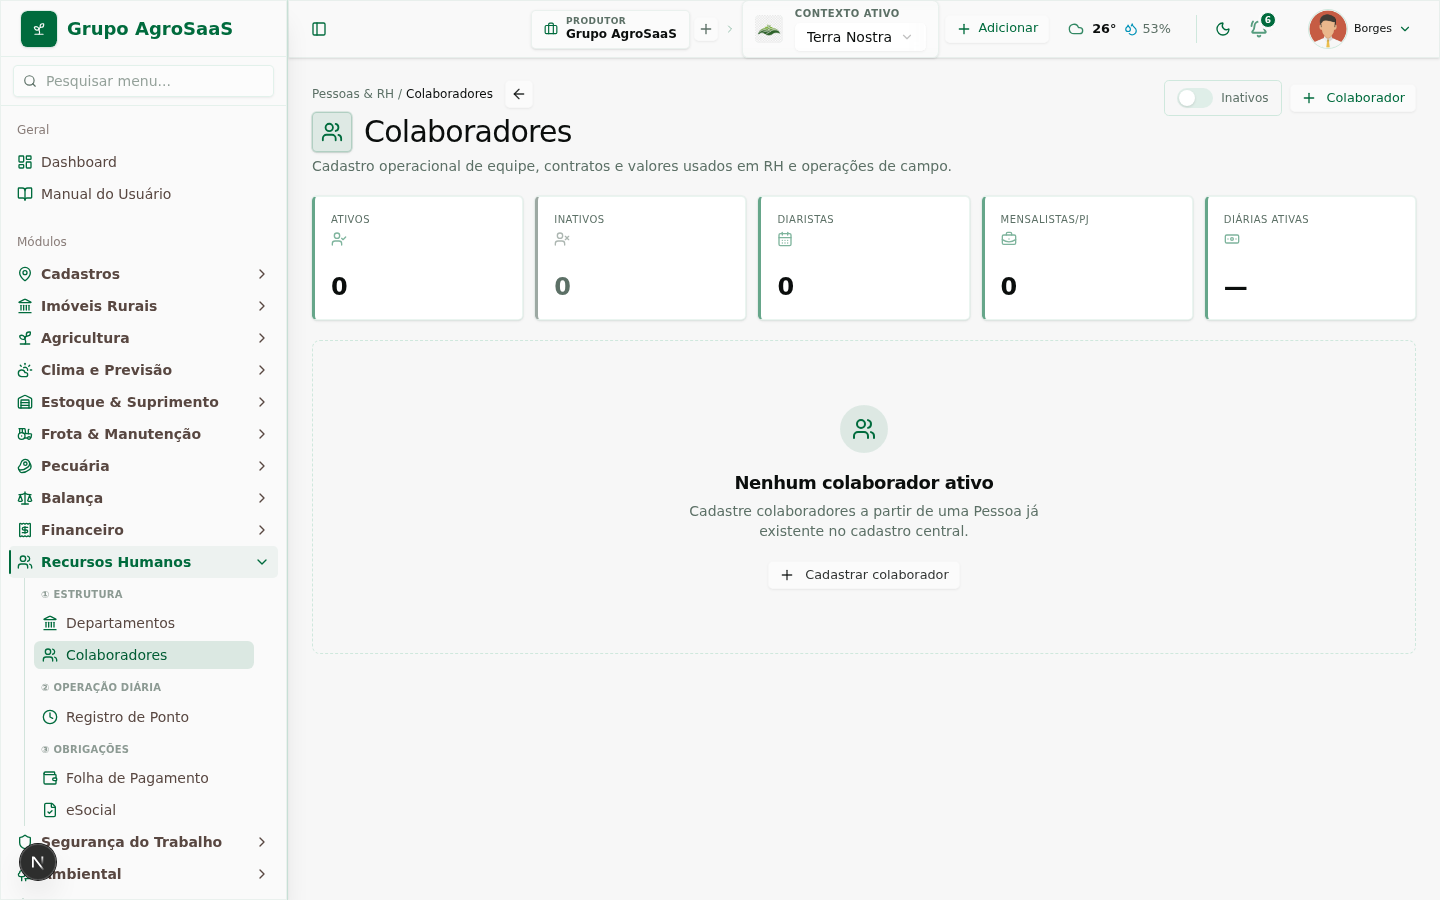 Grupo AgroSaaS
Pesquisar menu...
Geral
Dashboard
Manual do Usuário
Módulos
Cadastros
Imóveis Rurais
Agricultura
Clima e Previsão
Estoque & Suprimento
Frota & Manutenção
Pecuária
Balança
Financeiro
Recursos Humanos
① ESTRUTURA
Departamentos
Colaboradores
② OPERAÇÃO DIÁRIA
Registro de Ponto
③ OBRIGAÇÕES
Folha de Pagamento
eSocial
Segurança do Trabalho
N
mbiental
PRODUTOR
Grupo AgroSaaS
CONTEXTO ATIVO
Terra Nostra
Adicionar
26° 53%
6
Borges
Pessoas & RH / Colaboradores
Inativos
Colaborador
Colaboradores
Cadastro operacional de equipe, contratos e valores usados em RH e operações de campo.
ATIVOS
0
INATIVOS
0
DIARISTAS
0
MENSALISTAS/PJ
0
DIÁRIAS ATIVAS
—
Nenhum colaborador ativo
Cadastre colaboradores a partir de uma Pessoa já
existente no cadastro central.
Cadastrar colaborador